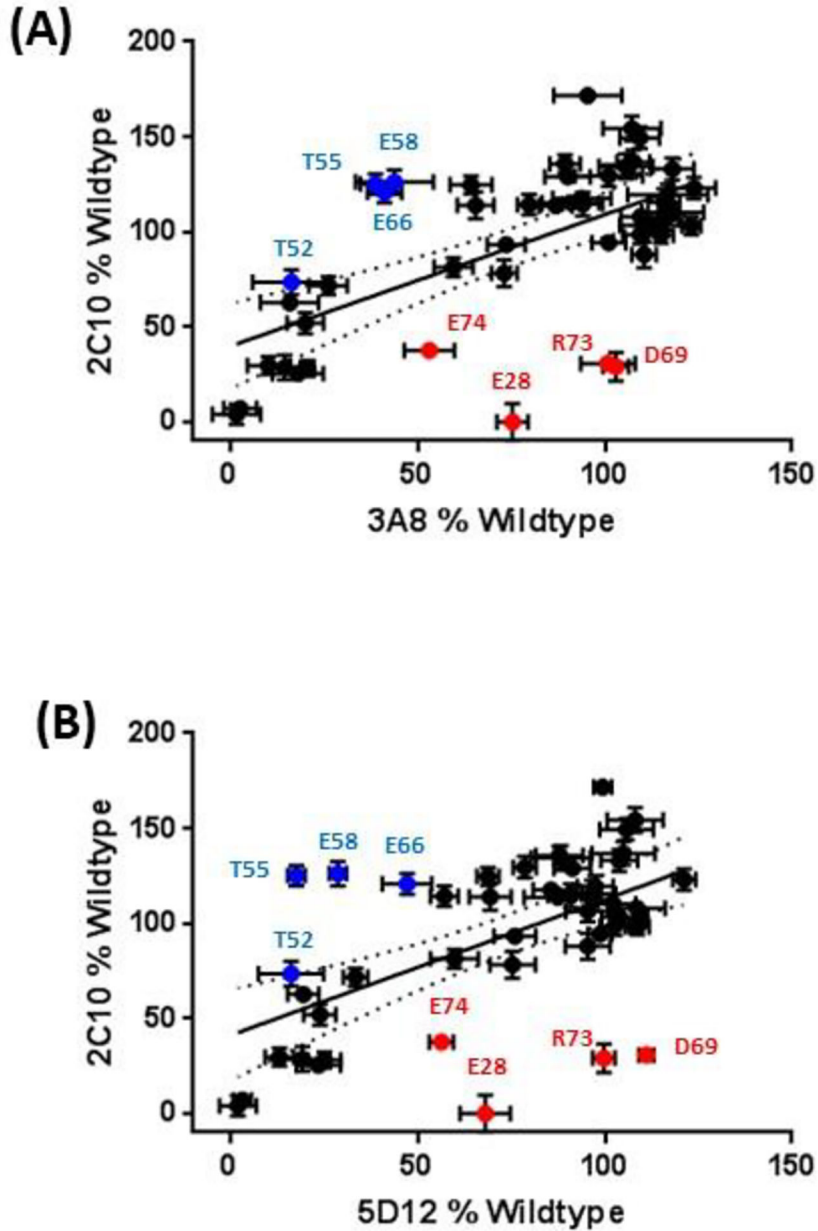 (A)
200
150
100
50
0
2C10 % Wildtype
E58
T55
E66
T52
E74
R73
D69
E28
0
50
100
150
3A8 % Wildtype
(B)
200
150
100
50
0
2C10 % Wildtype
E58
E66
T55
T52
E74
R73
D69
E28
0
50
100
150
5D12 % Wildtype